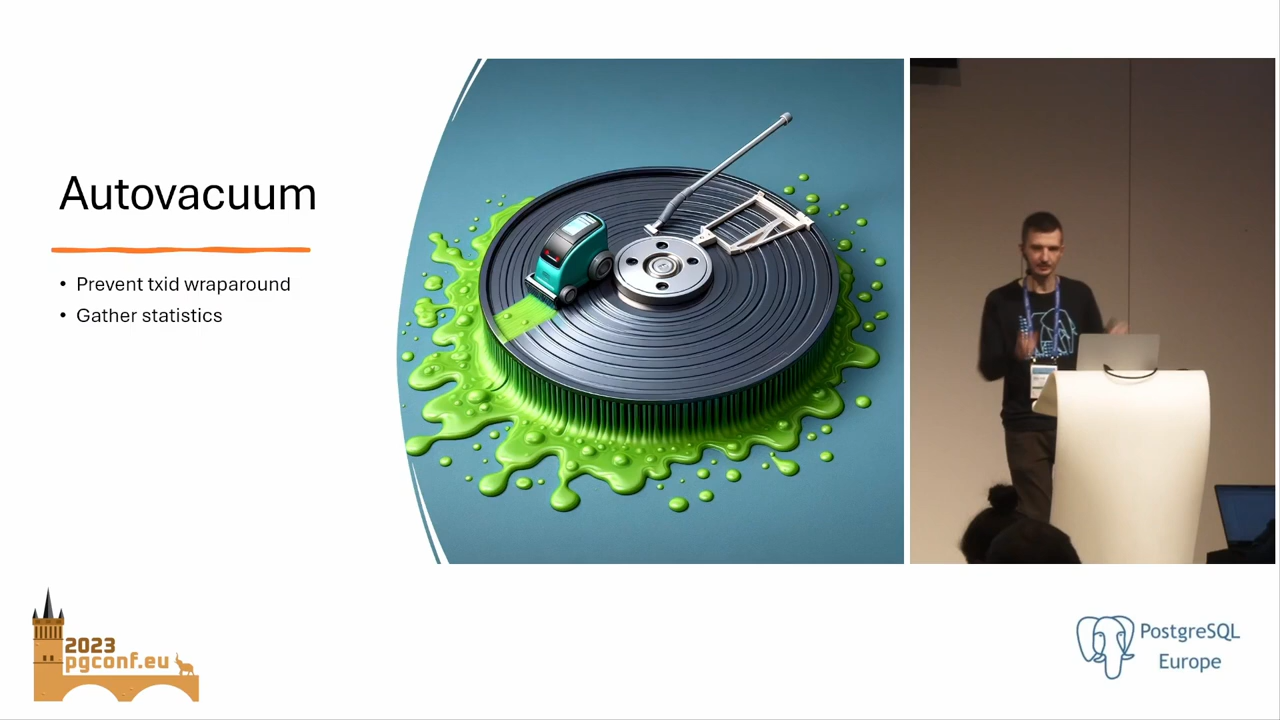 Autovacuum
• Prevent txid wraparound
• Gather statistics
2023
pgconf.eu
PostgreSQL
Europe